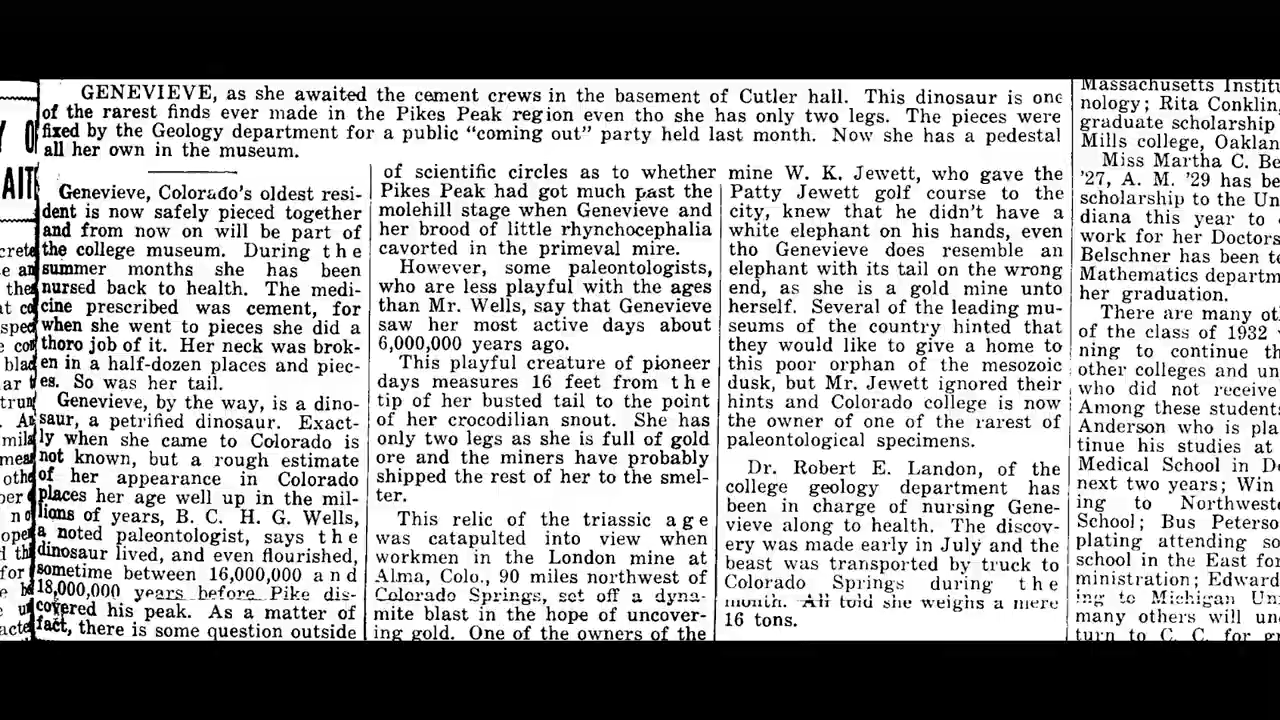 GENEVIEVE, as she awaited the cement crews in the basement of Cutler hall. This dinosaur is one
of the rarest finds ever made in the Pikes Peak region even tho she has only two legs. The pieces were
fixed by the Geology department for a public “coming out” party held last month. Now she has a pedestal
all her own in the museum.
Genevieve, Colorado's oldest resi-
dent is now safely pieced together
and from now on will be part of
the college museum. During the
summer months she has been
nursed back to health. The medi-
cine prescribed was cement, for
when she went to pieces she did a
thoro job of it. Her neck was brok-
en in a half-dozen places and piec-
es. So was her tail.
Genevieve, by the way, is a dino-
saur, a petrified dinosaur. Exact-
ly when she came to Colorado is
not known, but a rough estimate
of her appearance in Colorado
places her age well up in the mil-
lions of years, B. C. H. G. Wells,
a noted paleontologist, says the
dinosaur lived, and even flourished,
sometime between 16,000,000 and
18,000,000 years before Pike dis-
covered his peak. As a matter of
fact, there is some question outside
of scientific circles as to whether
Pikes Peak had got much past the
molehill stage when Genevieve and
her brood of little rhynchocephalia
cavorted in the primeval mire.
However, some paleontologists,
who are less playful with the ages
than Mr. Wells, say that Genevieve
saw her most active days about
6,000,000 years ago.
This playful creature of pioneer
days measures 16 feet from the
tip of her busted tail to the point
of her crocodilian snout. She has
only two legs as she is full of gold
ore and the miners have probably
shipped the rest of her to the smel-
ter.
This relic of the triassic age
was catapulted into view when
workmen in the London mine at
Alma, Colo., 90 miles northwest of
Colorado Springs, set off a dyna-
mite blast in the hope of uncover-
ing gold. One of the owners of the
mine W. K. Jewett, who gave the
Patty Jewett golf course to the
city, knew that he didn't have a
white elephant on his hands, even
tho Genevieve does resemble an
elephant with its tail on the wrong
end, as she is a gold mine unto
herself. Several of the leading mu-
seums of the country hinted that
they would like to give a home to
this poor orphan of the mesozoic
dusk, but Mr. Jewett ignored their
hints and Colorado college is now
the owner of one of the rarest of
paleontological specimens.
Dr. Robert E. Landon, of the
college geology department has
been in charge of nursing Gene-
vieve along to health. The discov-
ery was made early in July and the
beast was transported by truck to
Colorado Springs during the
month. All told she weighs a mere
16 tons.
Massachusetts Institu
nology; Rita Conklin
graduate scholarship
Mills college, Oaklan
Miss Martha C. Be
'27, A. M. '29 has be
scholarship to the Un
diana this year to
work for her Doctors
Belschner has been t
Mathematics departm
her graduation.
There are many ot
of the class of 1932
ning to continue th
other colleges and un
who did not receive
Among these student
Anderson who is pla
tinue his studies at
Medical School in De
next two years; Win
ing to Northwest
School; Bus Peterso
plating attending so
school in the East for
ministration; Edward
ing to Michigan Un
many others will un
turn to C. C. for gr